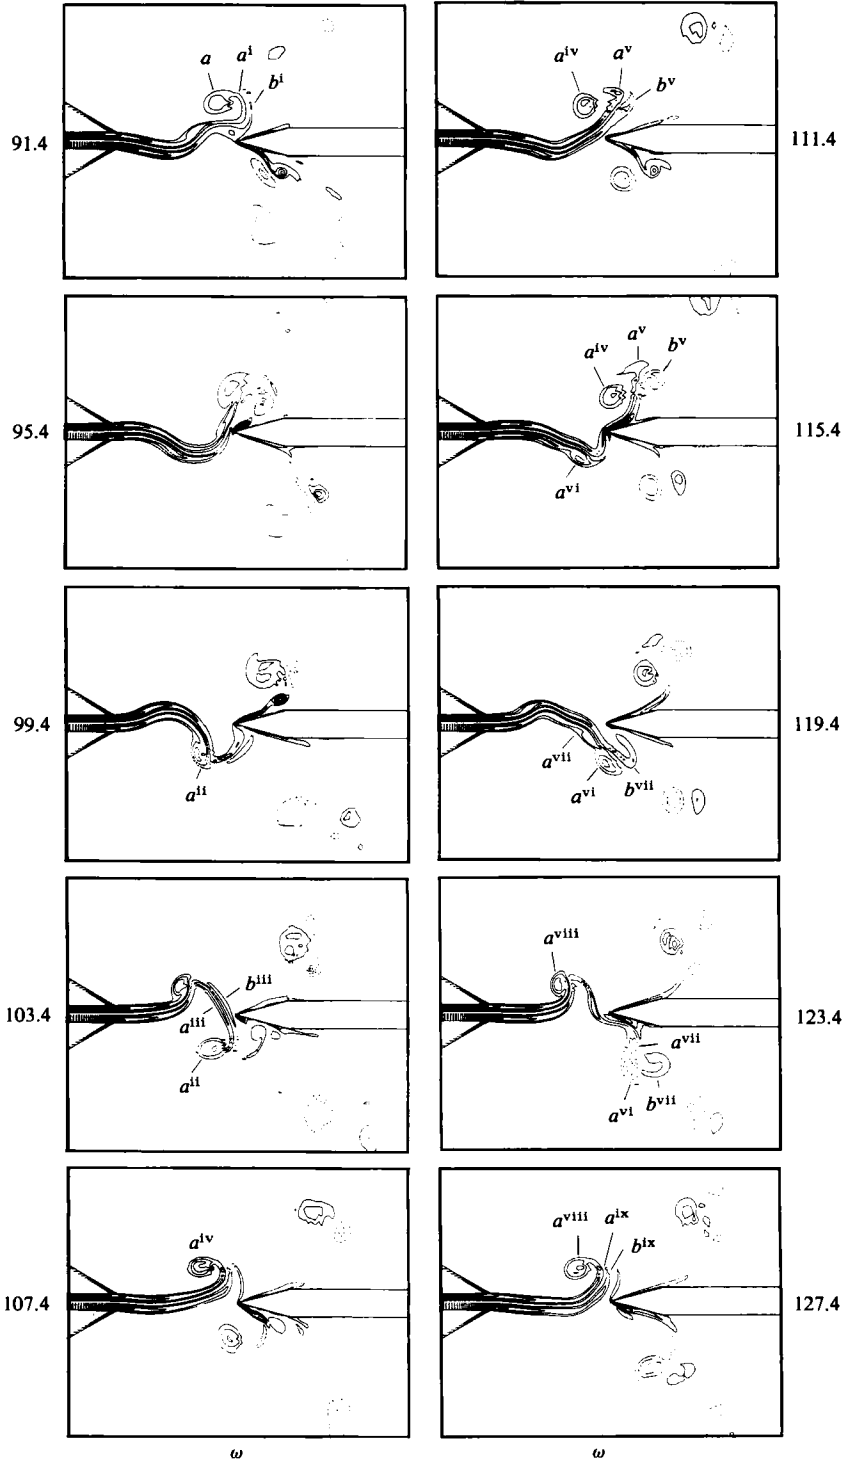 91.4
a
a^i
b^i
95.4
99.4
a^ii
103.4
b^iii
a^iii
a^ii
107.4
a^iv
ω
111.4
a^iv
a^v
b^v
115.4
a^iv
a^v
b^v
a^vi
119.4
a^vii
a^vi
b^vii
123.4
a^viii
a^vii
a^vi
b^vii
127.4
a^viii
a^ix
b^ix
ω